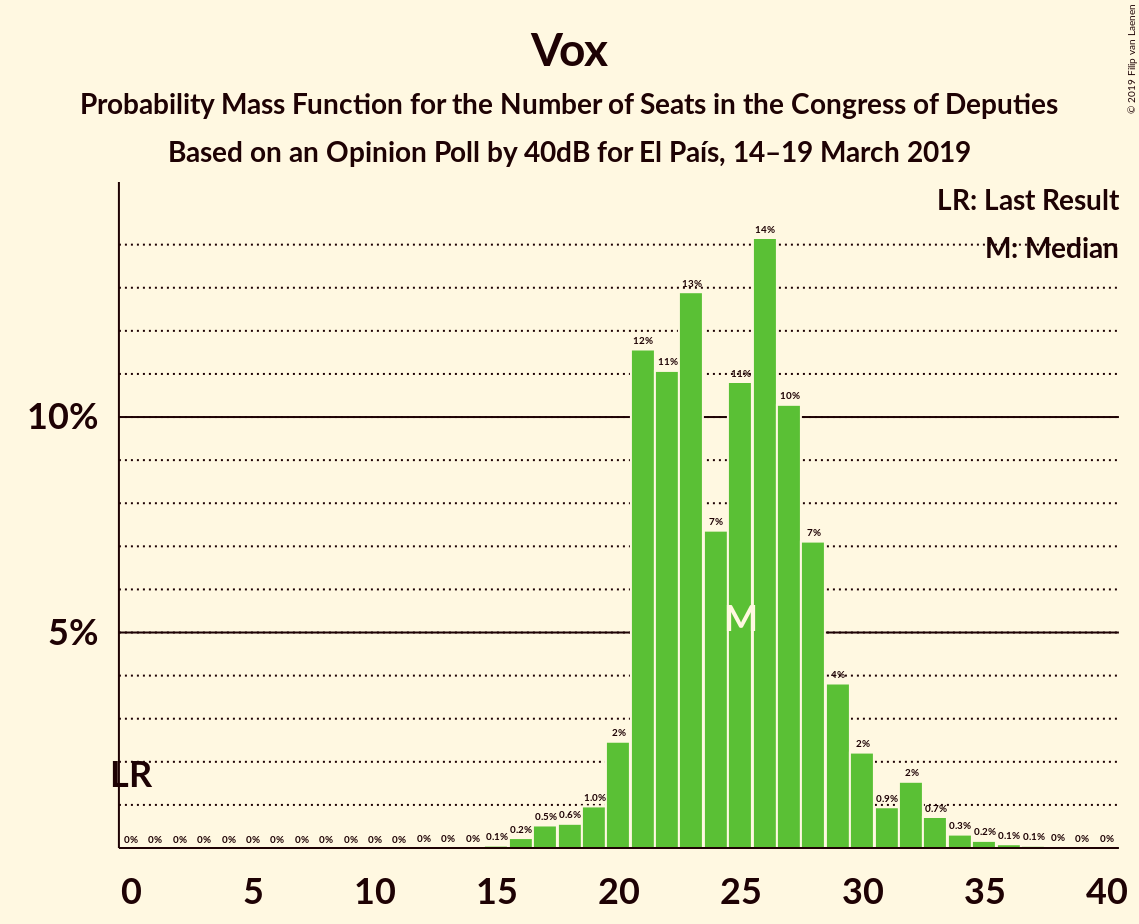 Vox
Probability Mass Function for the Number of Seats in the Congress of Deputies
Based on an Opinion Poll by 40dB for El País, 14–19 March 2019
© 2019 Filip van Laenen
LR: Last Result
M: Median
14%
13%
12%
11%
11%
10%
10%
7%
7%
M
5%
4%
2%
2%
LR
2%
1.0%
0.9%
0.7%
0.5%
0.6%
0.3%
0% 0% 0% 0% 0% 0% 0% 0% 0% 0% 0% 0% 0% 0% 0% 0.1% 0.2% 0.2% 0.1% 0.1% 0% 0% 0%
0 5 10 15 20 25 30 35 40